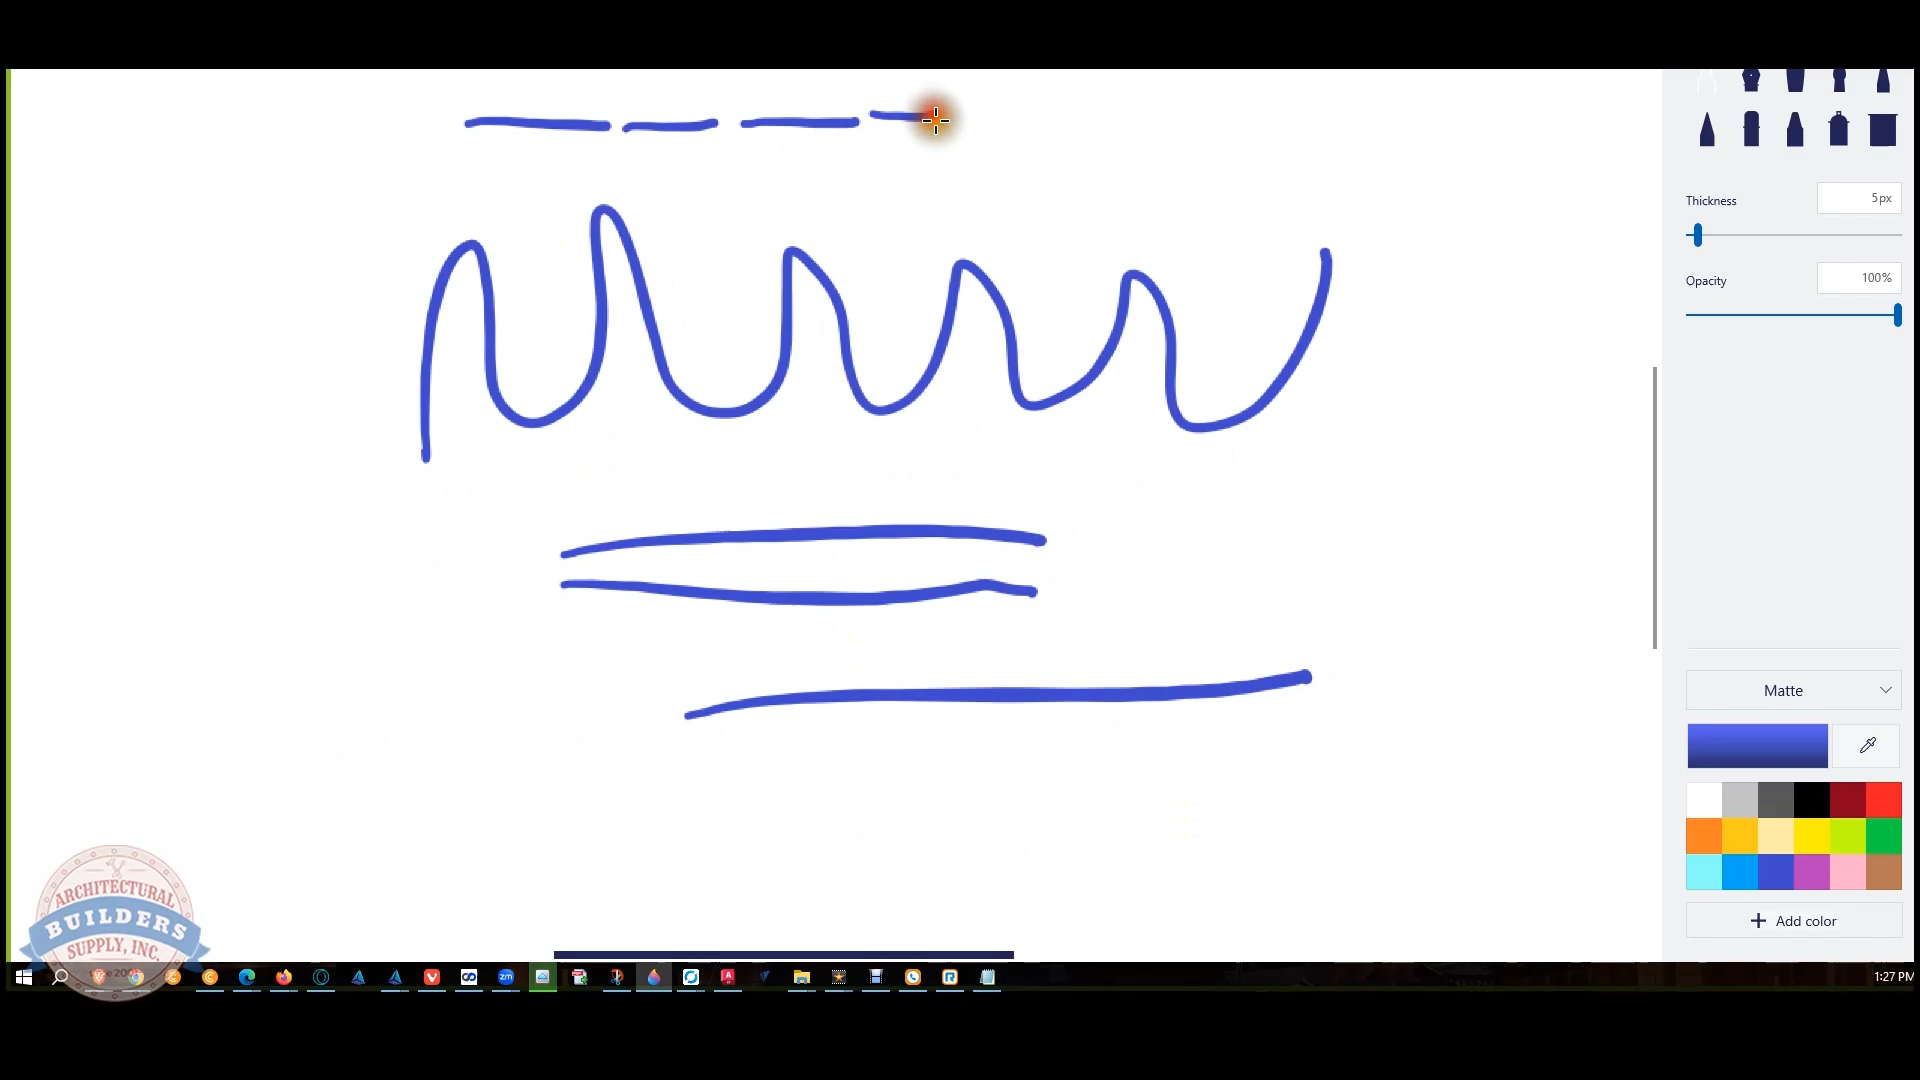 Thickness
5px
Opacity
100%
Matte
Add color
ARCHITECTURAL
BUILDERS
SUPPLY, INC.
1:27 PM